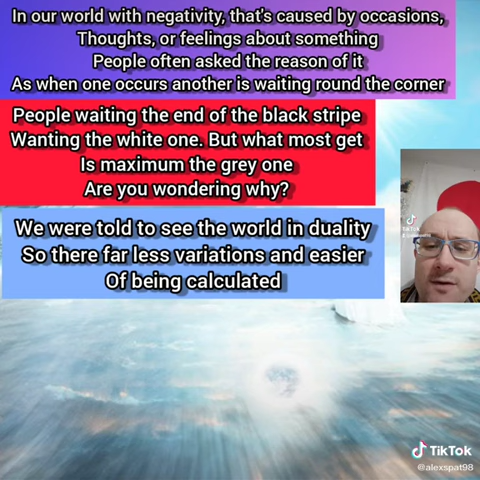 In our world with negativity, that's caused by occasions,
Thoughts, or feelings about something
People often asked the reason of it
As when one occurs another is waiting round the corner
People waiting the end of the black stripe
Wanting the white one. But what most get
Is maximum the grey one
Are you wondering why?
We were told to see the world in duality
So there far less variations and easier
Of being calculated
TikTok
TikTok
@alexspat98